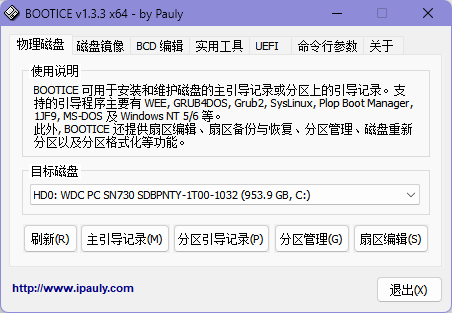 BOOTICE v1.3.3 x64 - by Pauly
物理磁盘 磁盘镜像 BCD 编辑 实用工具 UEFI 命令行参数 关于
使用说明
BOOTICE 可用于安装和维护磁盘的主引导记录或分区上的引导记录。支
持的引导程序主要有 WEE, GRUB4DOS, Grub2, SysLinux, Plop Boot Manager,
1JF9, MS-DOS 及 Windows NT 5/6 等。
此外, BOOTICE 还提供扇区编辑、扇区备份与恢复、分区管理、磁盘重新
分区以及分区格式化等功能。
目标磁盘
HD0: WDC PC SN730 SDBPNTY-1T00-1032 (953.9 GB, C:)
刷新(R) 主引导记录(M) 分区引导记录(P) 分区管理(G) 扇区编辑(S)
http://www.ipauly.com 退出(X)